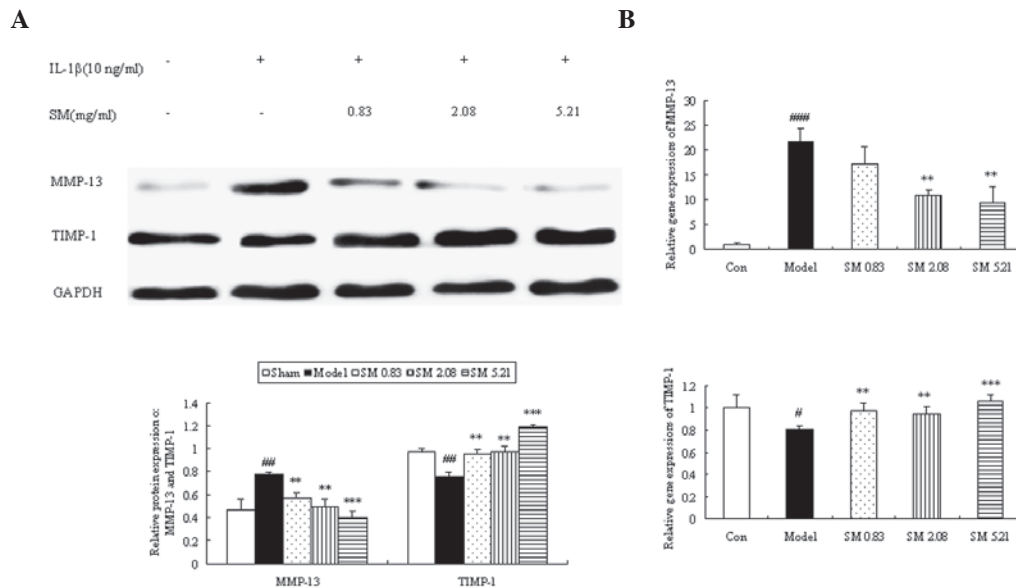 A
IL-1β(10 ng/ml) - + + + +
SM(mg/ml) - - 0.83 2.08 5.21
MMP-13
TIMP-1
GAPDH
Sham Model SM 0.83 SM 2.08 SM 5.21
Relative protein expression o:
MMP-13 and TIMP-1
1.4
1.2
1
0.8
0.6
0.4
0.2
0
## ** ** *** ## ** ** ***
MMP-13 TIMP-1
B
Relative gene expressions of MMP-13
30
25
20
15
10
5
0
### ** **
Con Model SM 0.83 SM 2.08 SM 5.21
Relative gene expressiors of TIMP-1
1.2
1
0.8
0.6
0.4
0.2
0
# ** ** ***
Con Model SM 0.83 SM 2.08 SM 5.21